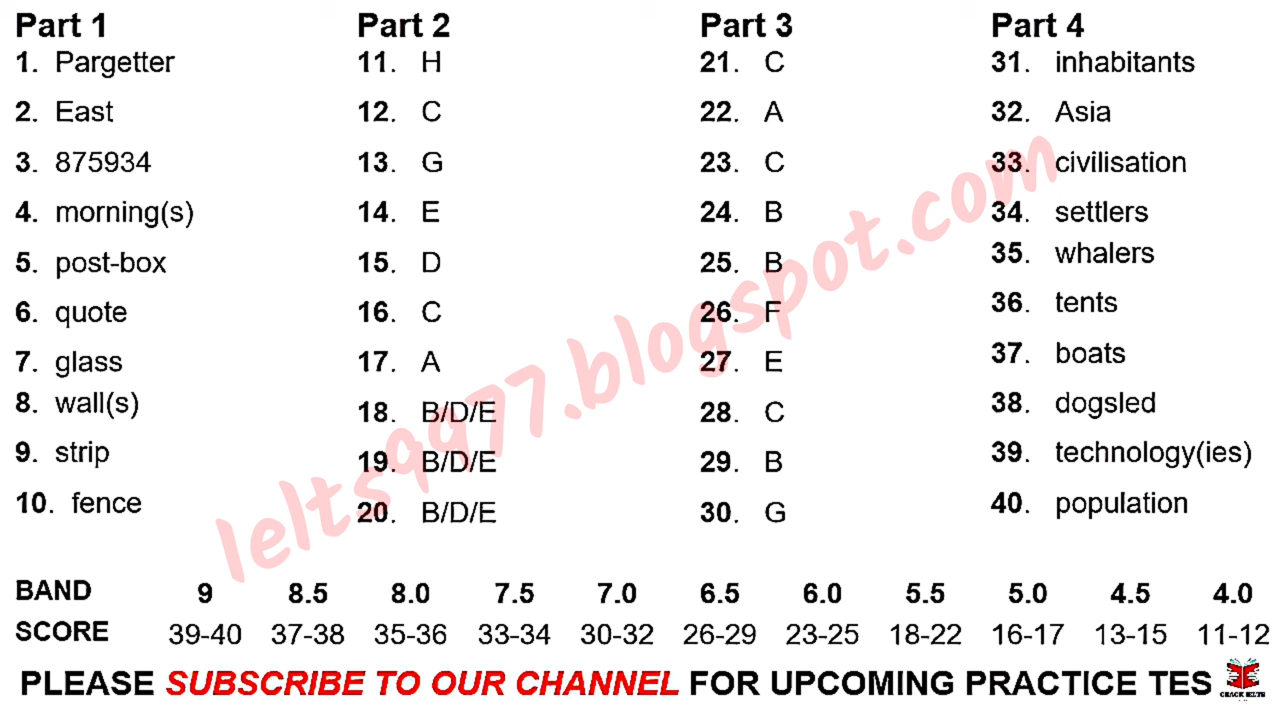 Part 1
1. Pargetter
2. East
3. 875934
4. morning(s)
5. post-box
6. quote
7. glass
8. wall(s)
9. strip
10. fence
Part 2
11. H
12. C
13. G
14. E
15. D
16. C
17. A
18. B/D/E
19. B/D/E
20. B/D/E
Part 3
21. C
22. A
23. C
24. B
25. B
26. F
27. E
28. C
29. B
30. G
Part 4
31. inhabitants
32. Asia
33. civilisation
34. settlers
35. whalers
36. tents
37. boats
38. dogsled
39. technology(ies)
40. population
Ielts9977.blogspot.com
BAND 9 8.5 8.0 7.5 7.0 6.5 6.0 5.5 5.0 4.5 4.0
SCORE 39-40 37-38 35-36 33-34 30-32 26-29 23-25 18-22 16-17 13-15 11-12
PLEASE SUBSCRIBE TO OUR CHANNEL FOR UPCOMING PRACTICE TES
CRACK IELTS